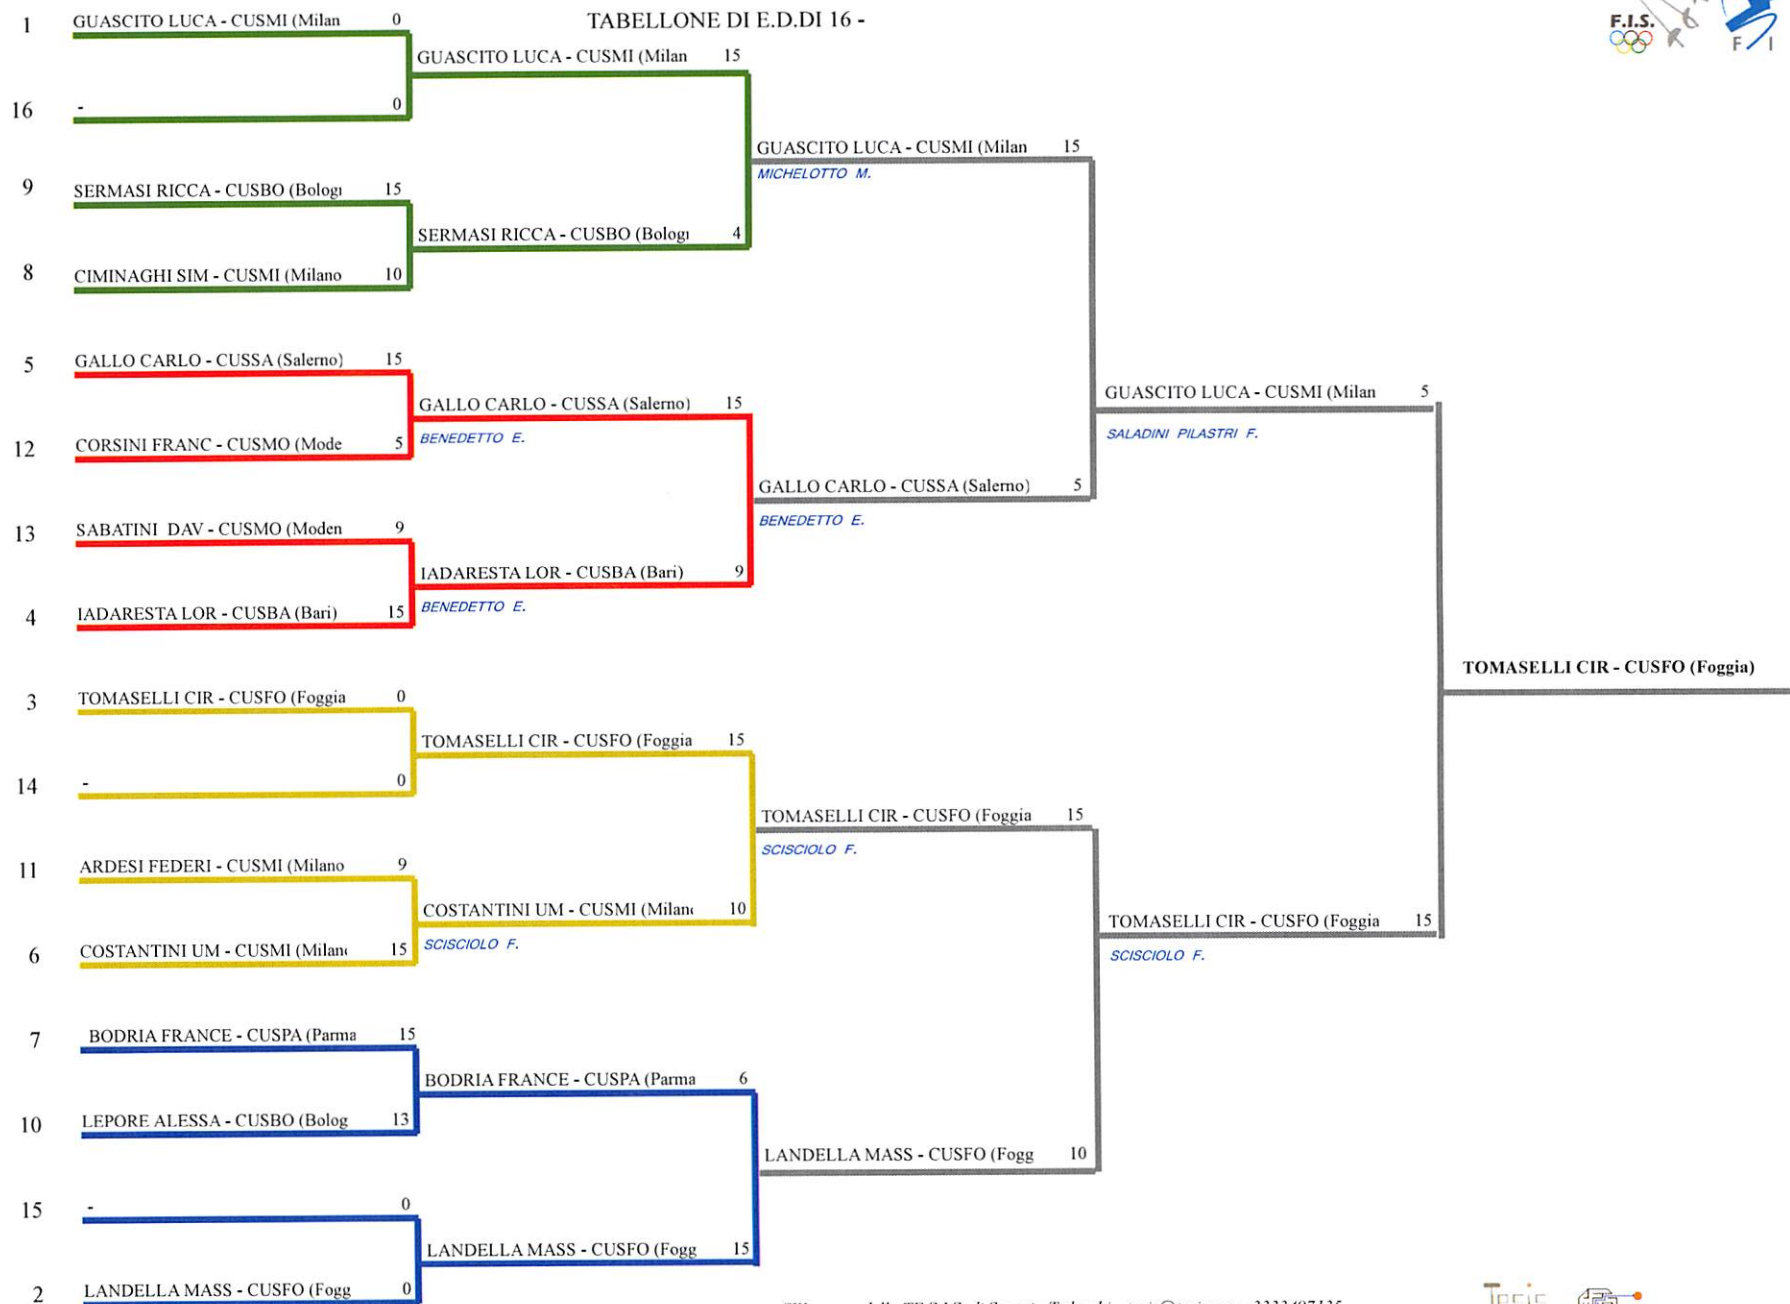 TABELLONE DI E.D.DI 16 -
F.I.S.
F I
1 GUASCITO LUCA - CUSMI (Milan 0
GUASCITO LUCA - CUSMI (Milan 15
16 - 0
GUASCITO LUCA - CUSMI (Milan 15
MICHELOTTO M.
9 SERMASI RICCA - CUSBO (Bologn 15
SERMASI RICCA - CUSBO (Bologn 4
8 CIMINAGHI SIM - CUSMI (Milano 10
5 GALLO CARLO - CUSSA (Salerno) 15
GUASCITO LUCA - CUSMI (Milan 5
GALLO CARLO - CUSSA (Salerno) 15
SALADINI PILASTRI F.
BENEDETTO E.
12 CORSINI FRANC - CUSMO (Mode 5
GALLO CARLO - CUSSA (Salerno) 5
BENEDETTO E.
13 SABATINI DAV - CUSMO (Moden 9
IADARESTA LOR - CUSBA (Bari) 9
BENEDETTO E.
4 IADARESTA LOR - CUSBA (Bari) 15
TOMASELLI CIR - CUSFO (Foggia)
3 TOMASELLI CIR - CUSFO (Foggia 0
TOMASELLI CIR - CUSFO (Foggia 15
14 - 0
TOMASELLI CIR - CUSFO (Foggia 15
SCISCIOLO F.
11 ARDESI FEDERI - CUSMI (Milano 9
COSTANTINI UM - CUSMI (Milano 10
TOMASELLI CIR - CUSFO (Foggia 15
SCISCIOLO F.
6 COSTANTINI UM - CUSMI (Milano 15
SCISCIOLO F.
7 BODRIA FRANCE - CUSPA (Parma 15
BODRIA FRANCE - CUSPA (Parma 6
10 LEPORE ALESSA - CUSBO (Bolog 13
LANDELLA MASS - CUSFO (Fogg 10
15 - 0
LANDELLA MASS - CUSFO (Fogg 15
2 LANDELLA MASS - CUSFO (Fogg 0